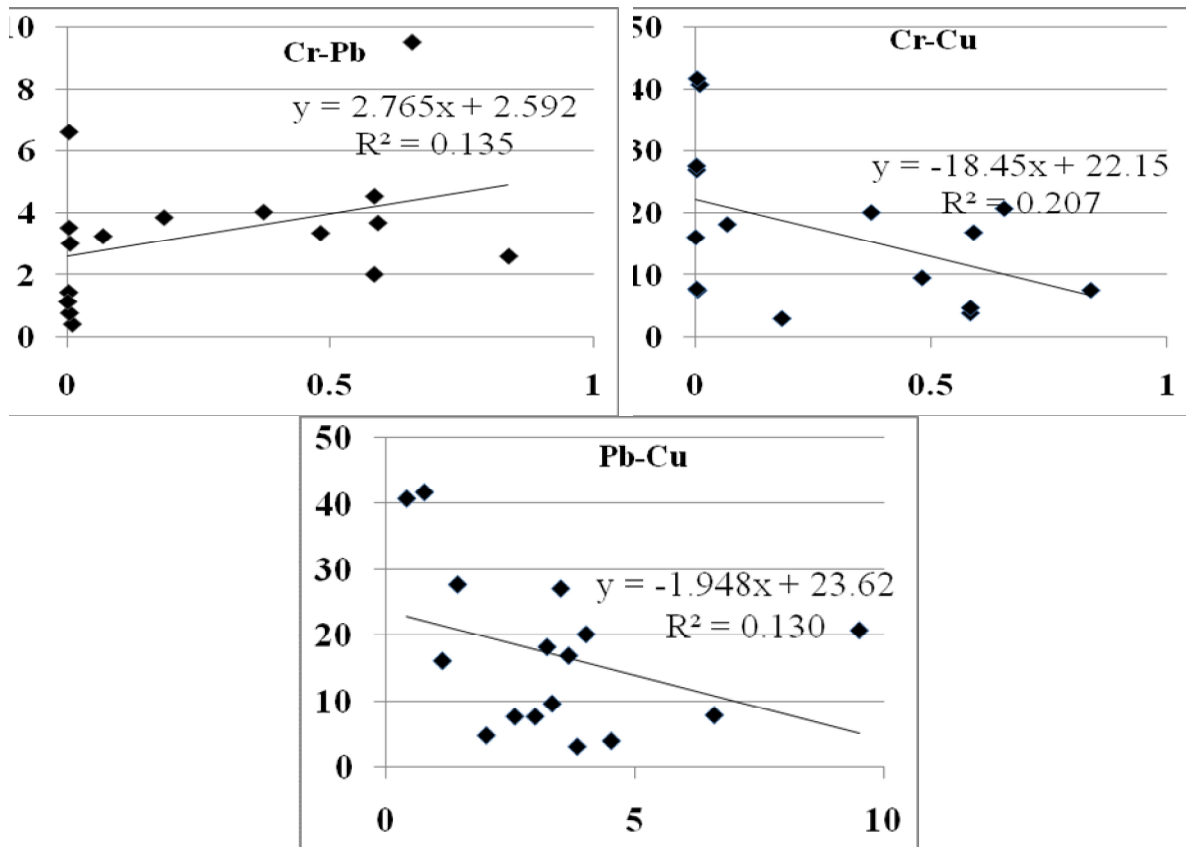 10
8
6
4
2
0
Cr-Pb
y = 2.765x + 2.592
R² = 0.135
0 0.5 1
50
40
30
20
10
0
Cr-Cu
y = -18.45x + 22.15
R² = 0.207
0 0.5 1
50
40
30
20
10
0
Pb-Cu
y = -1.948x + 23.62
R² = 0.130
0 5 10